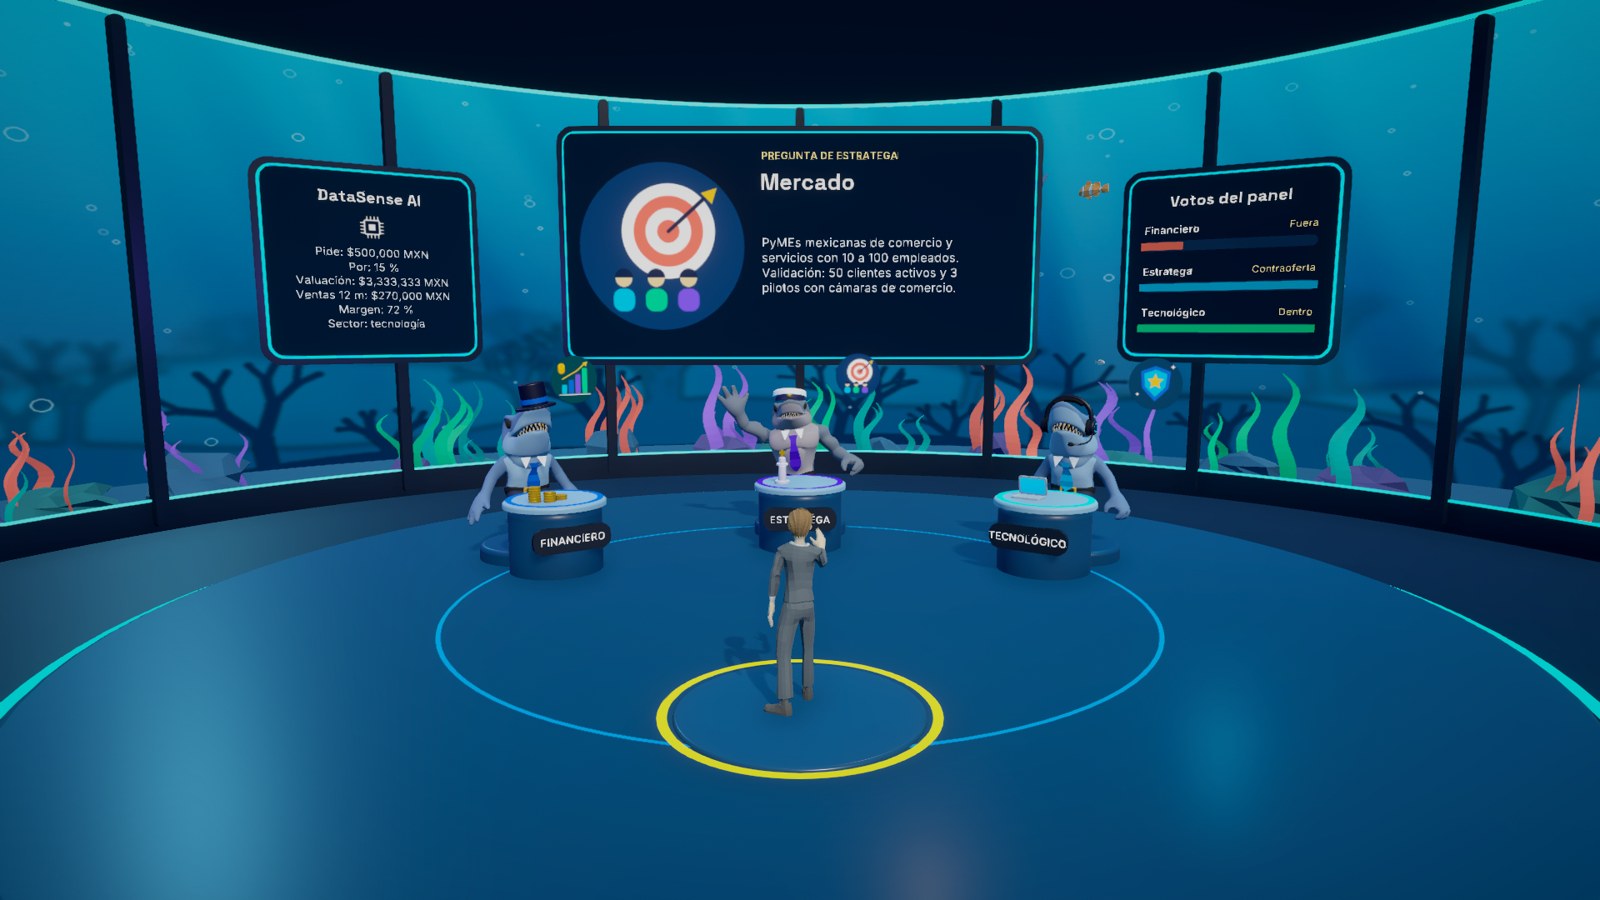 DataSense AI
Pide: $500,000 MXN
Por: 15 %
Valuación: $3,333,333 MXN
Ventas 12 m: $270,000 MXN
Margen: 72 %
Sector: tecnología
PREGUNTA DE ESTRATEGA
Mercado
PyMEs mexicanas de comercio y
servicios con 10 a 100 empleados.
Validación: 50 clientes activos y 3
pilotos con cámaras de comercio.
Votos del panel
Financiero Fuera
Estratega Contraoferta
Tecnológico Dentro
FINANCIERO
TECNOLÓGICO